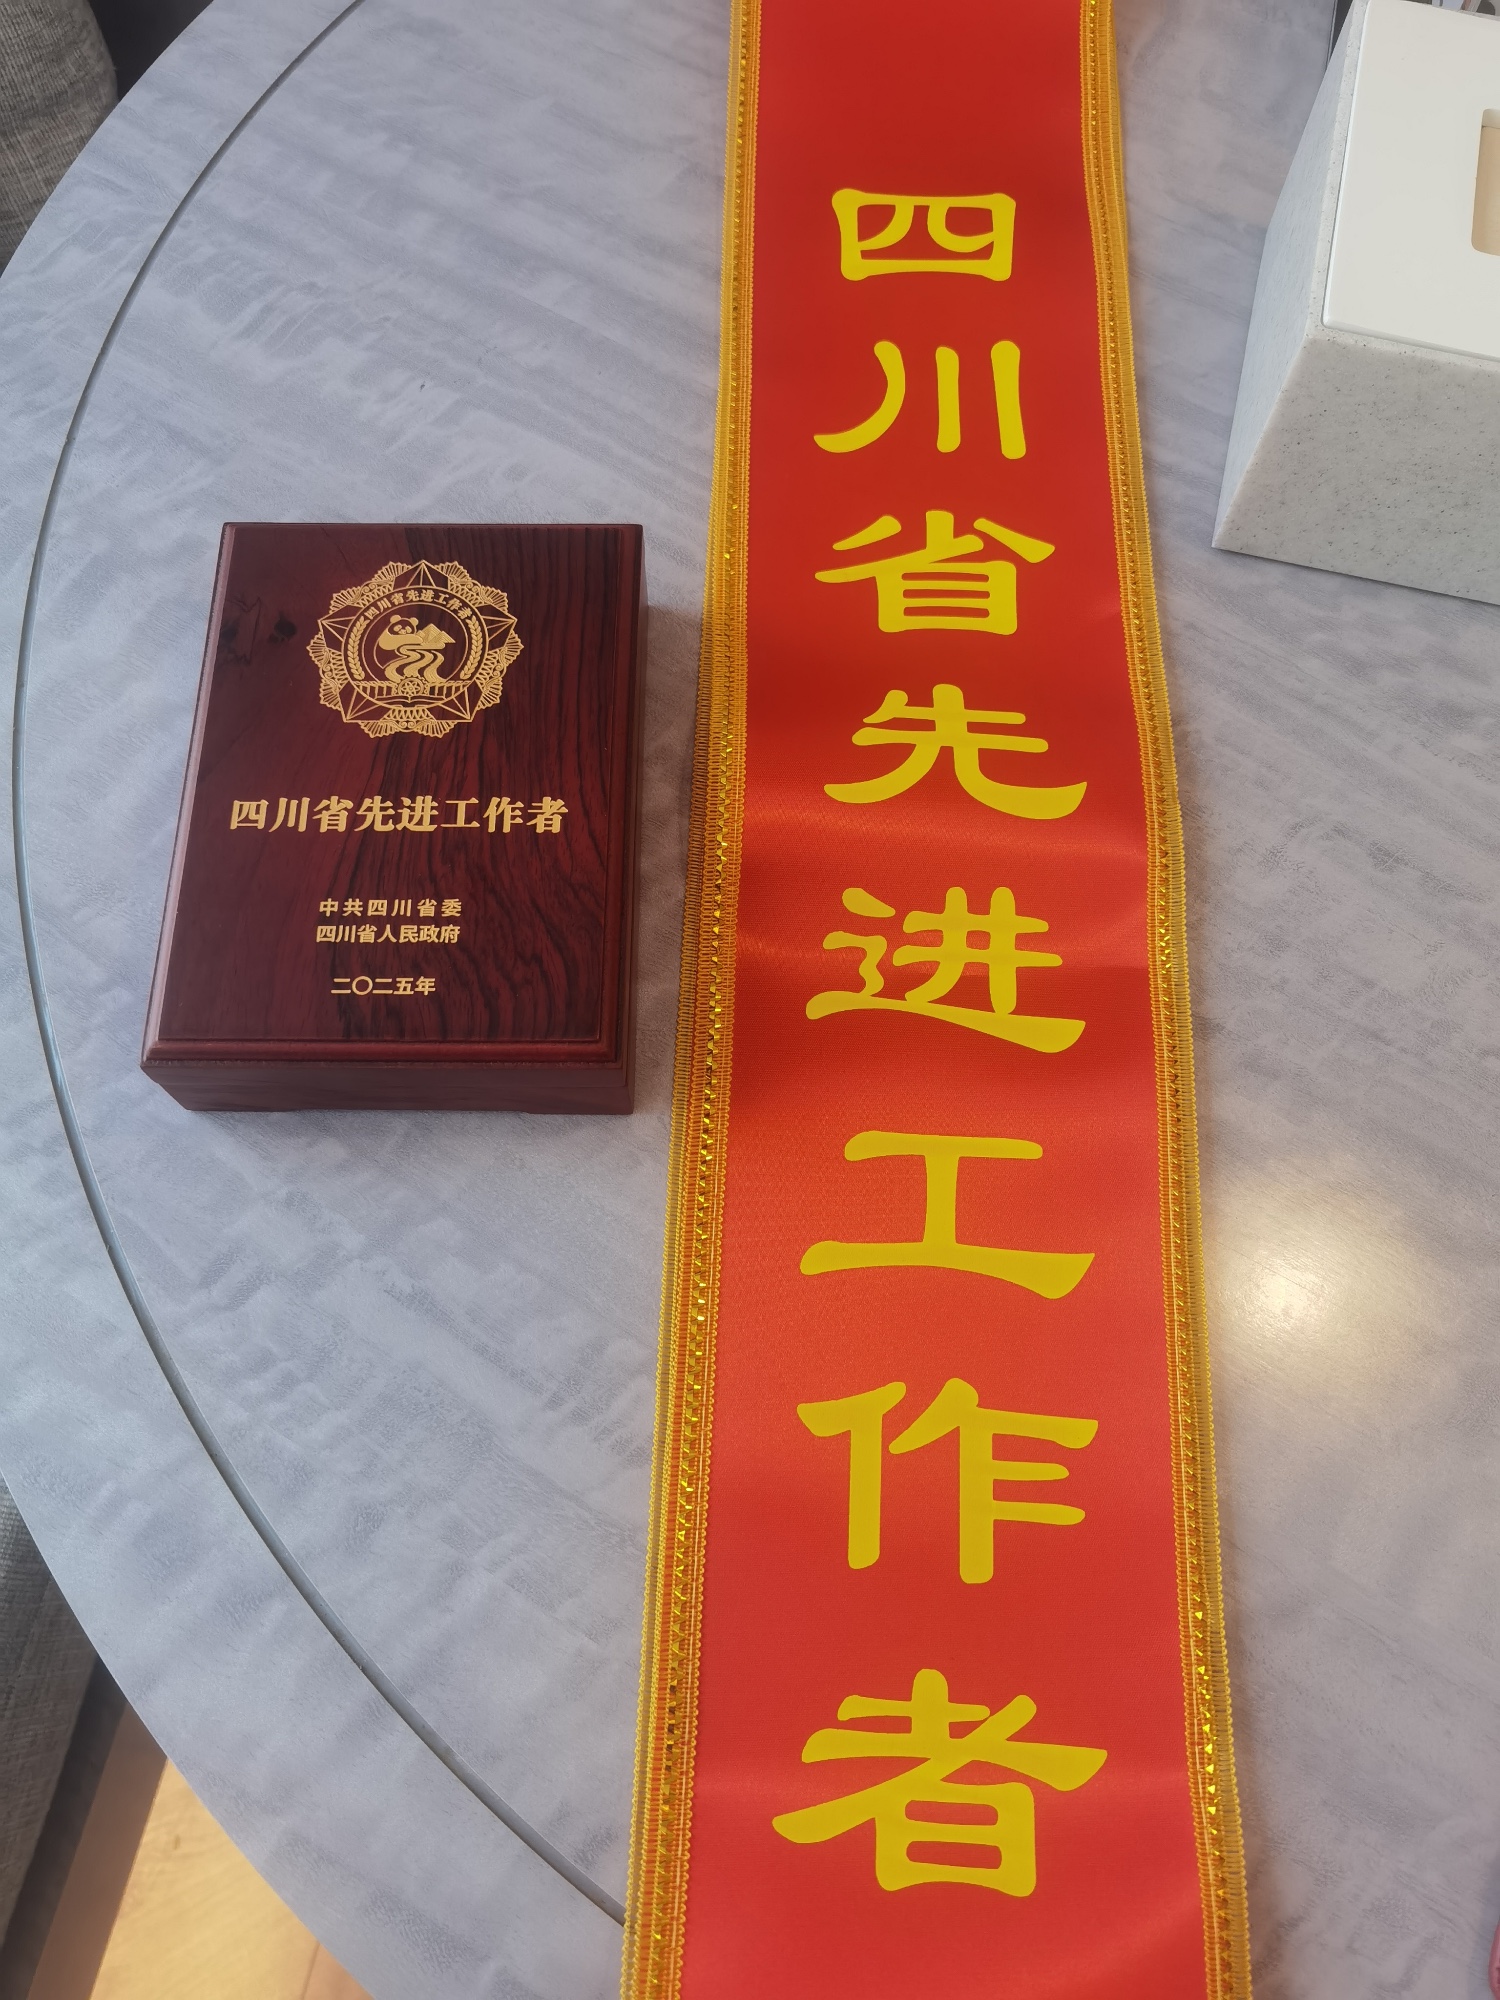 四川省先进工作者
四川省先进工作者
中共四川省委
四川省人民政府
二〇二五年
四川省先进工作者